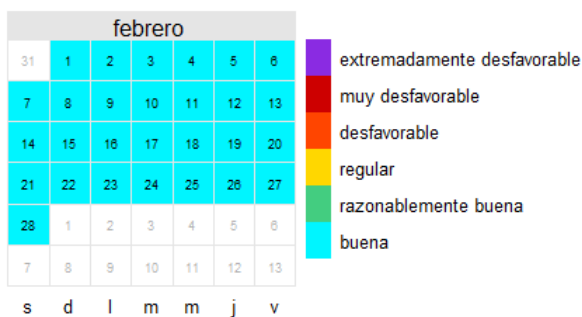 febrero
31 1 2 3 4 5 6
7 8 9 10 11 12 13
14 15 16 17 18 19 20
21 22 23 24 25 26 27
28 1 2 3 4 5 6
7 8 9 10 11 12 13
s d l m m j v
extremadamente desfavorable
muy desfavorable
desfavorable
regular
razonablemente buena
buena